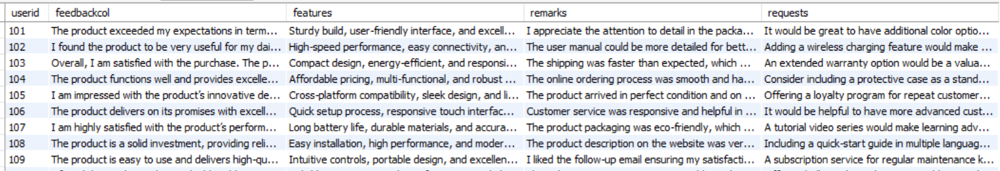 userid feedbackcol features remarks requests
101 The product exceeded my expectations in term... Sturdy build, user-friendly interface, and excell... I appreciate the attention to detail in the packa... It would be great to have additional color optio...
102 I found the product to be very useful for my dai... High-speed performance, easy connectivity, an... The user manual could be more detailed for bett... Adding a wireless charging feature would make ...
103 Overall, I am satisfied with the purchase. The p... Compact design, energy-efficient, and responsi... The shipping was faster than expected, which ... An extended warranty option would be a valua...
104 The product functions well and provides excelle... Affordable pricing, multi-functional, and robust ... The online ordering process was smooth and ha... Consider including a protective case as a stand...
105 I am impressed with the product’s innovative de... Cross-platform compatibility, sleek design, and li... The product arrived in perfect condition and on ... Offering a loyalty program for repeat customer...
106 The product delivers on its promises with excell... Quick setup process, responsive touch interfac... Customer service was responsive and helpful in ... It would be helpful to have more advanced cust...
107 I am highly satisfied with the product’s perform... Long battery life, durable materials, and accura... The product packaging was eco-friendly, which ... A tutorial video series would make learning adv...
108 The product is a solid investment, providing reli... Easy installation, high performance, and moder... The product description on the website was ver... Including a quick-start guide in multiple languag...
109 The product is easy to use and delivers high-qu... Intuitive controls, portable design, and excellen... I liked the follow-up email ensuring my satisfacti... A subscription service for regular maintenance k...